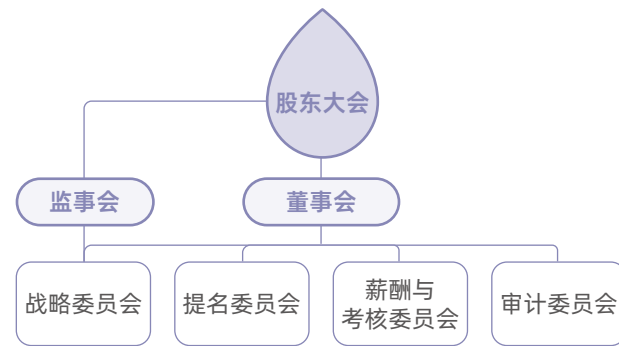 股东大会
监事会
董事会
战略委员会
提名委员会
薪酬与
考核委员会
审计委员会